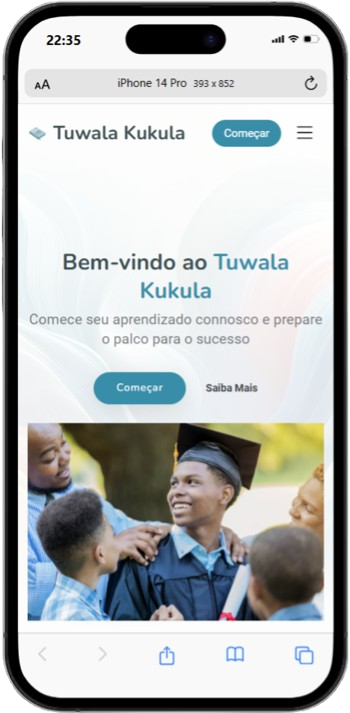 22:35
AA
iPhone 14 Pro 393 x 852
Tuwala Kukula
Começar
Bem-vindo ao Tuwala
Kukula
Comece seu aprendizado connosco e prepare
o palco para o sucesso
Começar
Saiba Mais